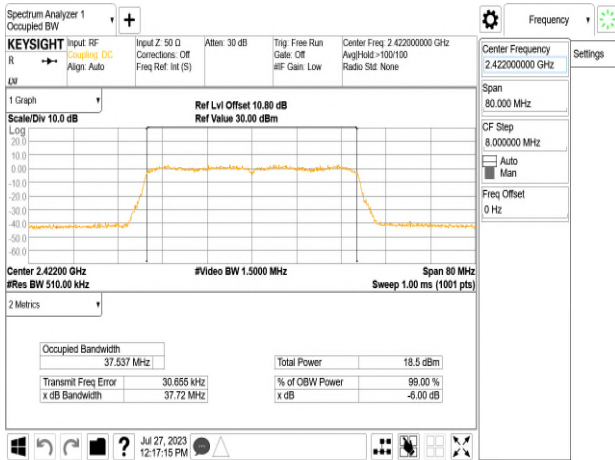 Spectrum Analyzer 1
Occupied BW
+
Frequency
Settings
KEYSIGHT
R
Input: RF
Coupling: DC
Align: Auto
Input Z: 50 Ω
Corrections: Off
Freq Ref: Int (S)
Atten: 30 dB
Trig: Free Run
Gate: Off
#IF Gain: Low
Center Freq: 2.422000000 GHz
Avg|Hold:>100/100
Radio Std: None
Center Frequency
2.422000000 GHz
Span
80.000 MHz
CF Step
8.000000 MHz
Auto
Man
Freq Offset
0 Hz
1 Graph
Scale/Div 10.0 dB
Ref Lvl Offset 10.80 dB
Ref Value 30.00 dBm
Log
20.0
10.0
0.00
-10.0
-20.0
-30.0
-40.0
-50.0
-60.0
Center 2.42200 GHz
#Res BW 510.00 kHz
#Video BW 1.5000 MHz
Span 80 MHz
Sweep 1.00 ms (1001 pts)
2 Metrics
Occupied Bandwidth
37.537 MHz
Total Power 18.5 dBm
Transmit Freq Error 30.655 kHz
% of OBW Power 99.00 %
x dB Bandwidth 37.72 MHz
x dB -6.00 dB
?
Jul 27, 2023
12:17:15 PM